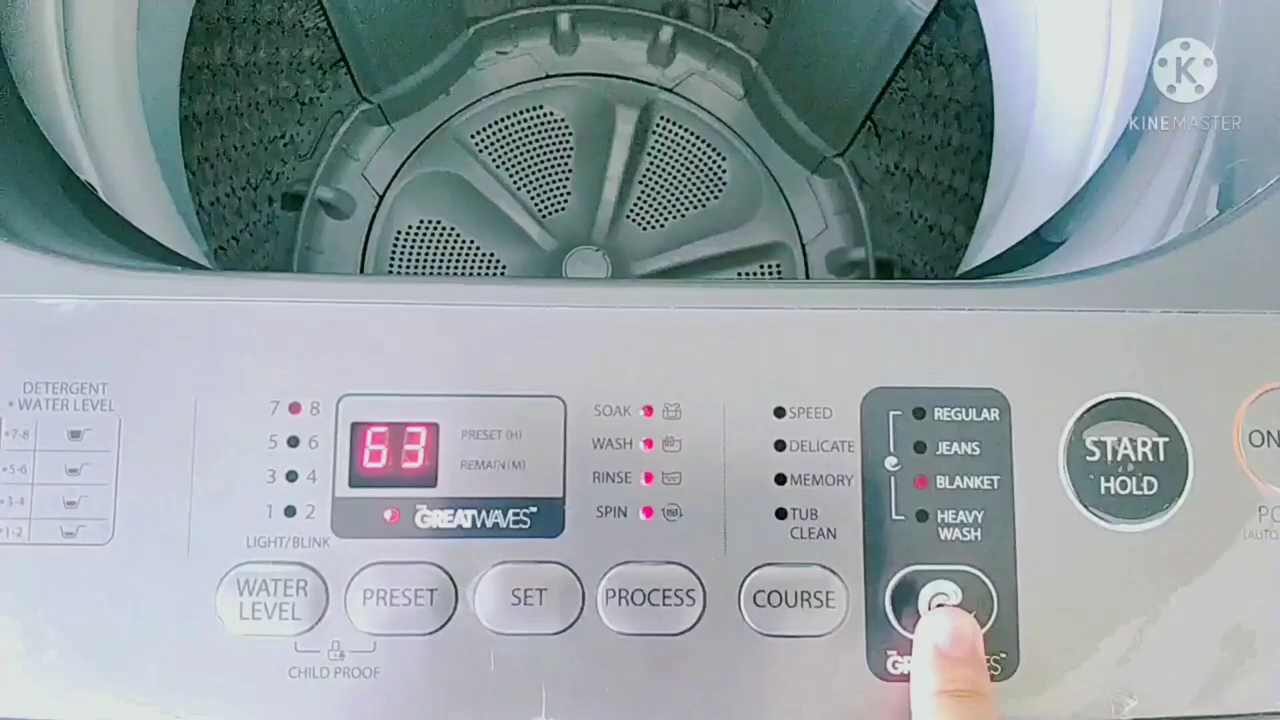 KINEMASTER
DETERGENT
• WATER LEVEL
•7-8
•5-6
•3-4
•1-2
7 8
5 6
3 4
1 2
LIGHT/BLINK
63
PRESET (H)
REMAIN (M)
THE GREATWAVES™
SOAK
WASH
RINSE
SPIN
SPEED
DELICATE
MEMORY
TUB
CLEAN
REGULAR
JEANS
BLANKET
HEAVY
WASH
START
HOLD
ON
WATER
LEVEL
PRESET
SET
PROCESS
COURSE
CHILD PROOF